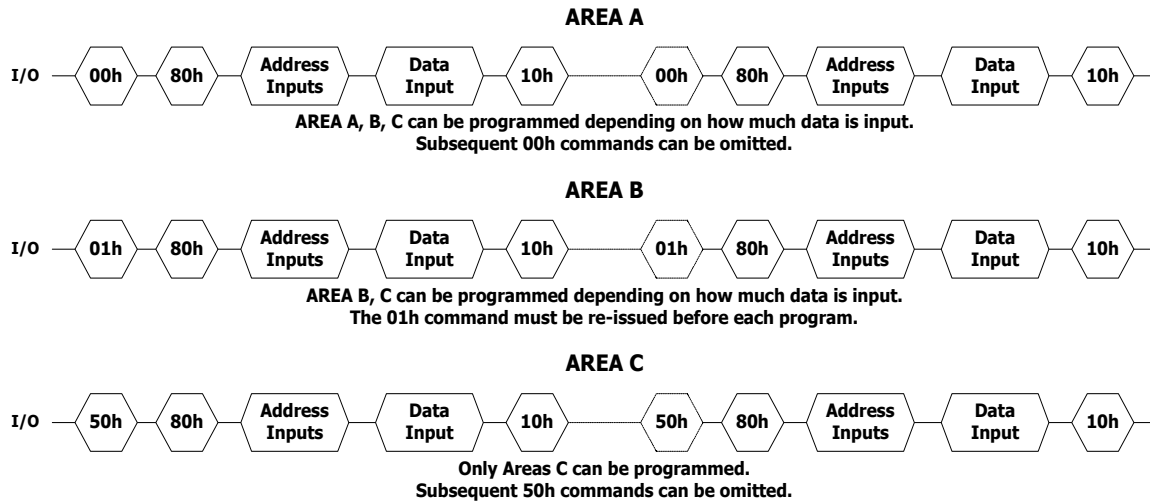 AREA A
I/O 00h 80h Address Inputs Data Input 10h 00h 80h Address Inputs Data Input 10h
AREA A, B, C can be programmed depending on how much data is input.
Subsequent 00h commands can be omitted.
AREA B
I/O 01h 80h Address Inputs Data Input 10h 01h 80h Address Inputs Data Input 10h
AREA B, C can be programmed depending on how much data is input.
The 01h command must be re-issued before each program.
AREA C
I/O 50h 80h Address Inputs Data Input 10h 50h 80h Address Inputs Data Input 10h
Only Areas C can be programmed.
Subsequent 50h commands can be omitted.